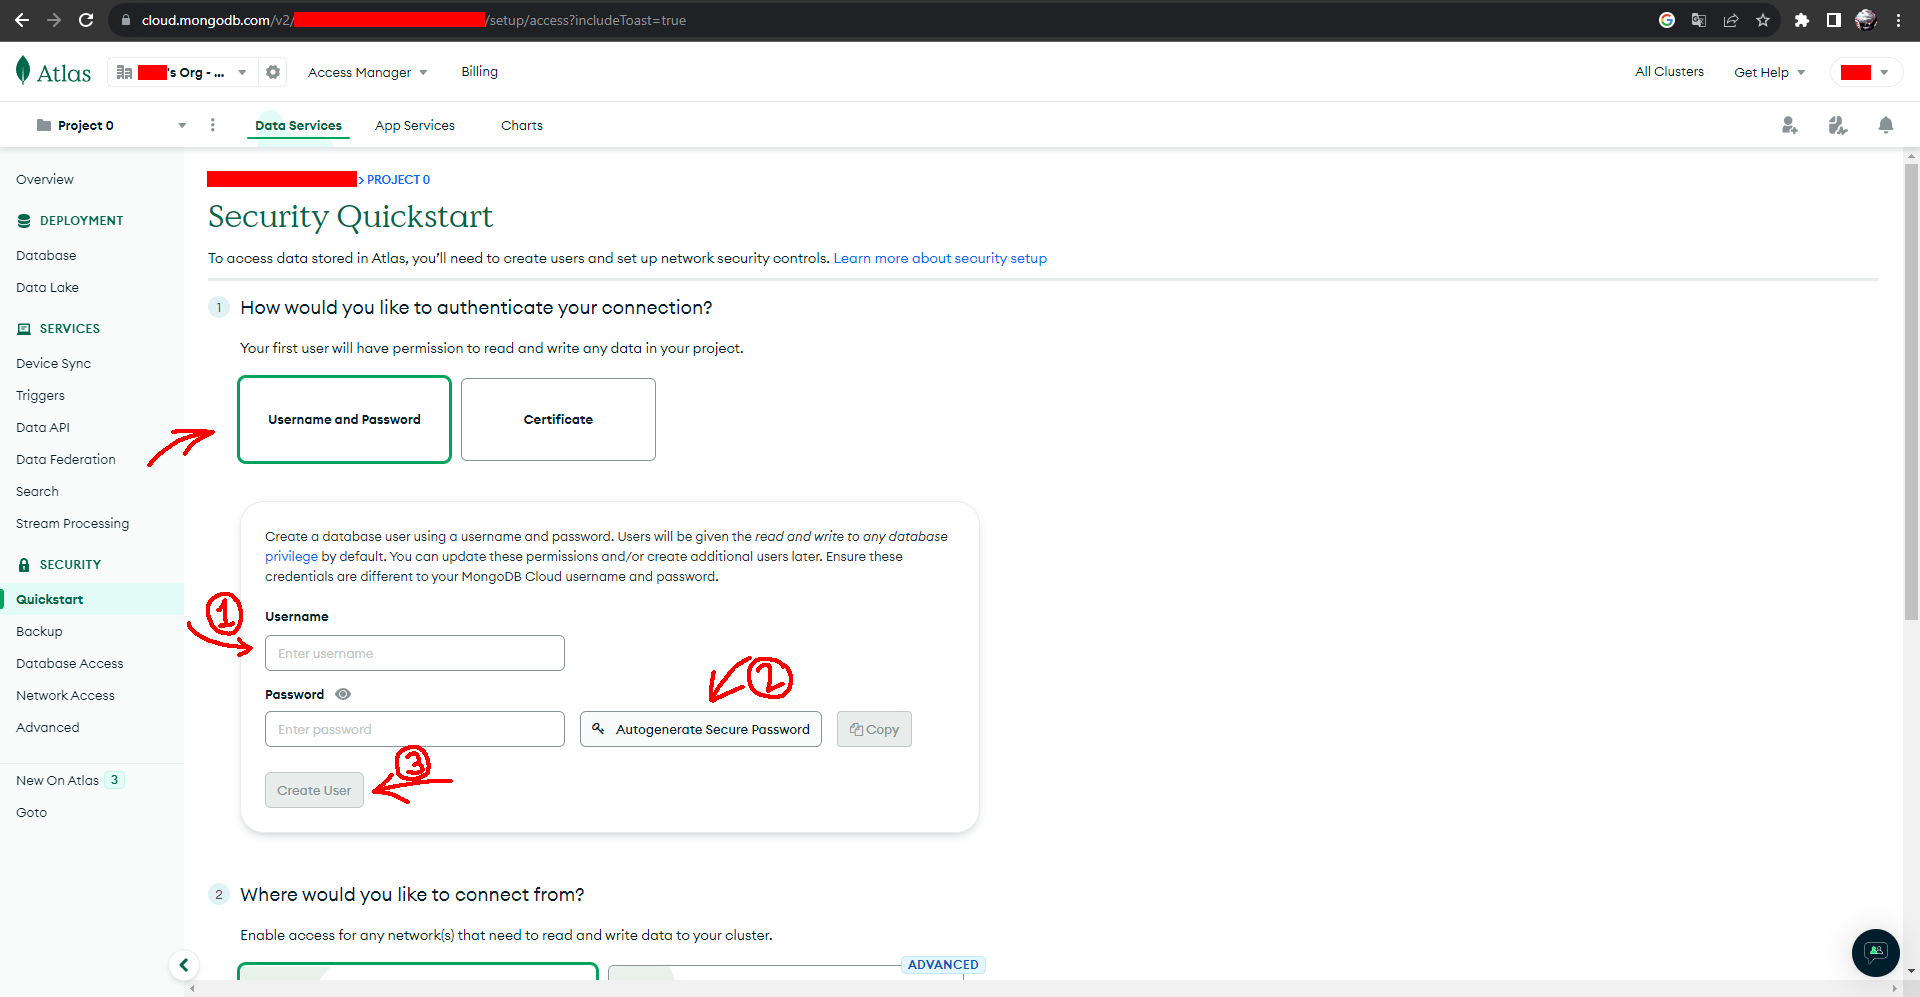 cloud.mongodb.com/v2/ /setup/access?includeToast=true
Atlas 's Org - ... Access Manager Billing All Clusters Get Help
Project 0 Data Services App Services Charts
Overview
DEPLOYMENT
Database
Data Lake
SERVICES
Device Sync
Triggers
Data API
Data Federation
Search
Stream Processing
SECURITY
Quickstart
Backup
Database Access
Network Access
Advanced
New On Atlas 3
Goto
> PROJECT 0
Security Quickstart
To access data stored in Atlas, you’ll need to create users and set up network security controls. Learn more about security setup
1 How would you like to authenticate your connection?
Your first user will have permission to read and write any data in your project.
Username and Password Certificate
Create a database user using a username and password. Users will be given the read and write to any database
privilege by default. You can update these permissions and/or create additional users later. Ensure these
credentials are different to your MongoDB Cloud username and password.
1
Username
Enter username
2
Password
Enter password Autogenerate Secure Password Copy
3
Create User
2 Where would you like to connect from?
Enable access for any network(s) that need to read and write data to your cluster.
ADVANCED